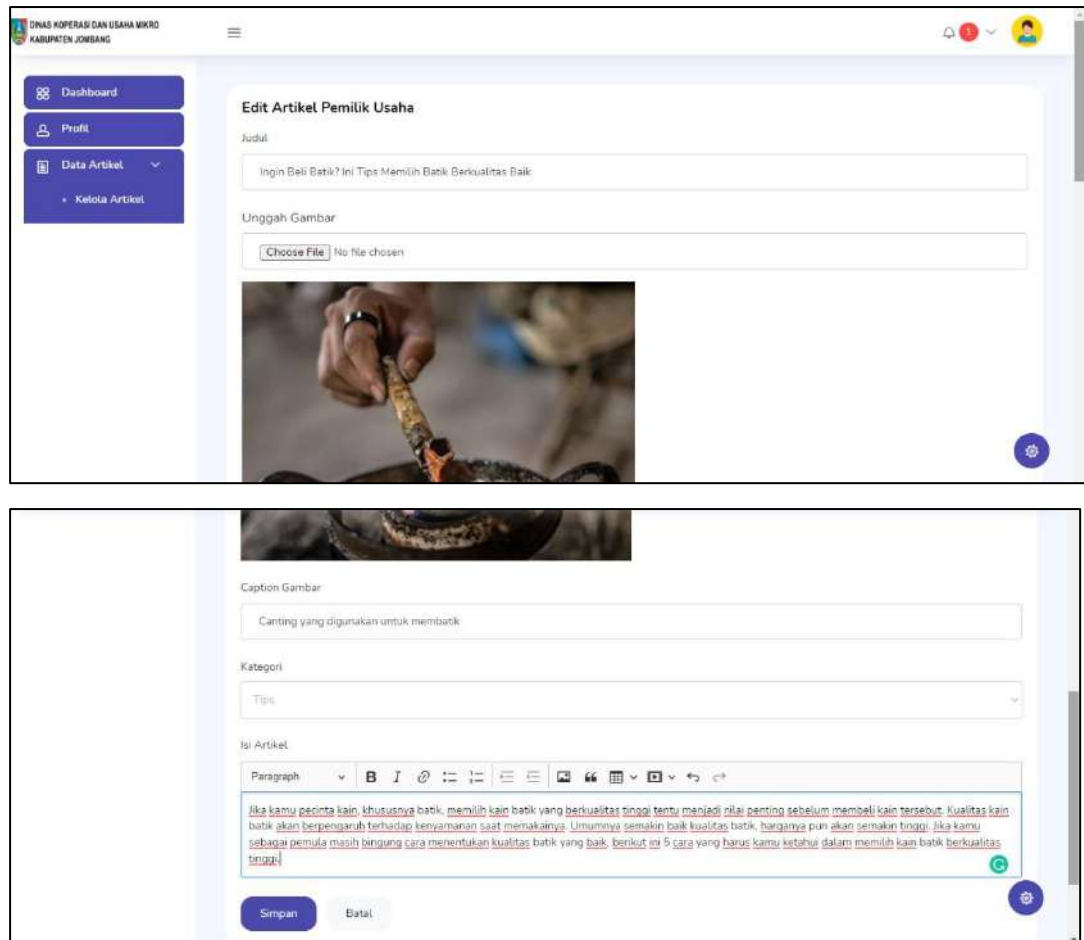 DINAS KOPERASI DAN USAHA MIKRO
KABUPATEN JOMBANG
1
Dashboard
Profil
Data Artikel
Kelola Artikel
Edit Artikel Pemilik Usaha
Judul
Ingin Beli Batik? Ini Tips Memilih Batik Berkualitas Baik
Unggah Gambar
Choose File No file chosen
Caption Gambar
Canting yang digunakan untuk membatik
Kategori
Tips
Isi Artikel
Paragraph
Jika kamu pecinta kain, khususnya batik, memilih kain batik yang berkualitas tinggi tentu menjadi nilai penting sebelum membeli kain tersebut. Kualitas kain
batik akan berpengaruh terhadap kenyamanan saat memakainya. Umumnya semakin baik kualitas batik, harganya pun akan semakin tinggi. Jika kamu
sebagai pemula masih bingung cara menentukan kualitas batik yang baik, berikut ini 5 cara yang harus kamu ketahui dalam memilih kain batik berkualitas
tinggi.
Simpan Batal